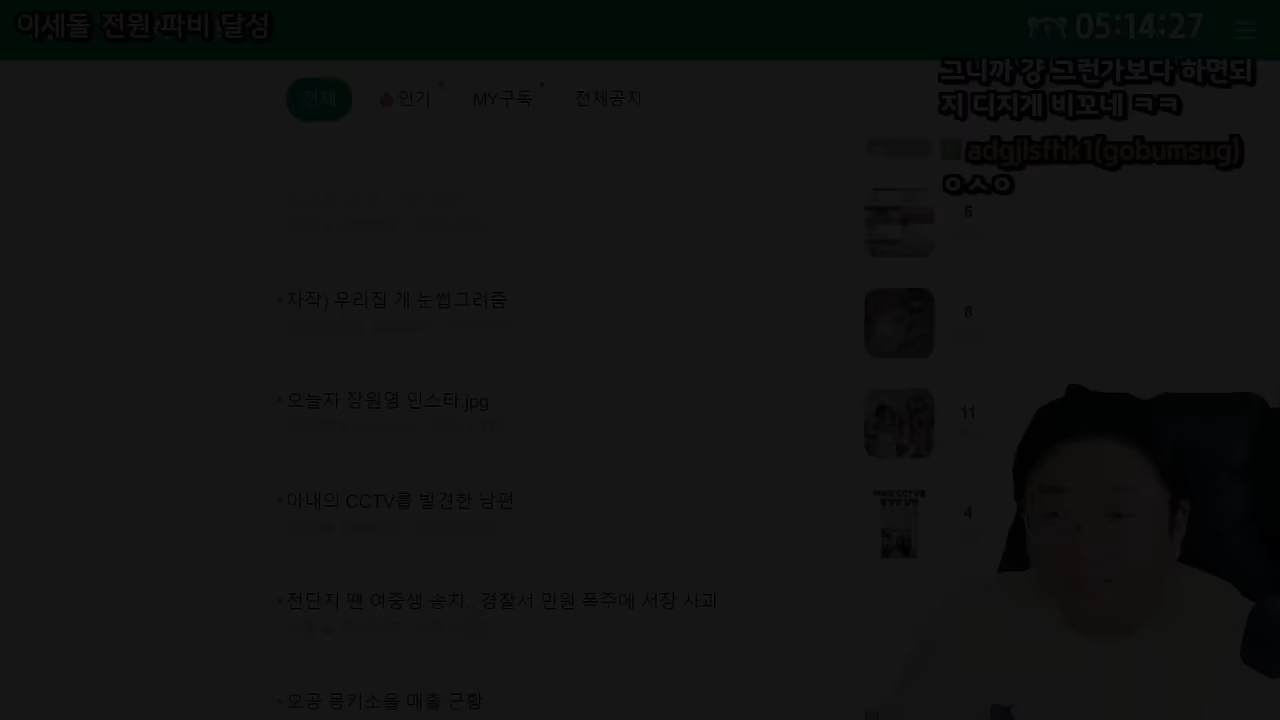 이세돌 전원 파비 달성
05:14:27
전체
인기
MY구독
전체공지
그니까 걍 그런가보다 하면되
지 디지게 비꼬네 ㅋㅋ
adgjlsfhk1(gobumsug)
ㅇㅅㅇ
5
자작) 우리집 개 눈썹그려줌
8
오늘자 장원영 인스타.jpg
11
아내의 CCTV를 발견한 남편
4
전단지 뗀 여중생 송치.. 경찰서 민원 폭주에 서장 사과
오공 몽키소울 매출 근황